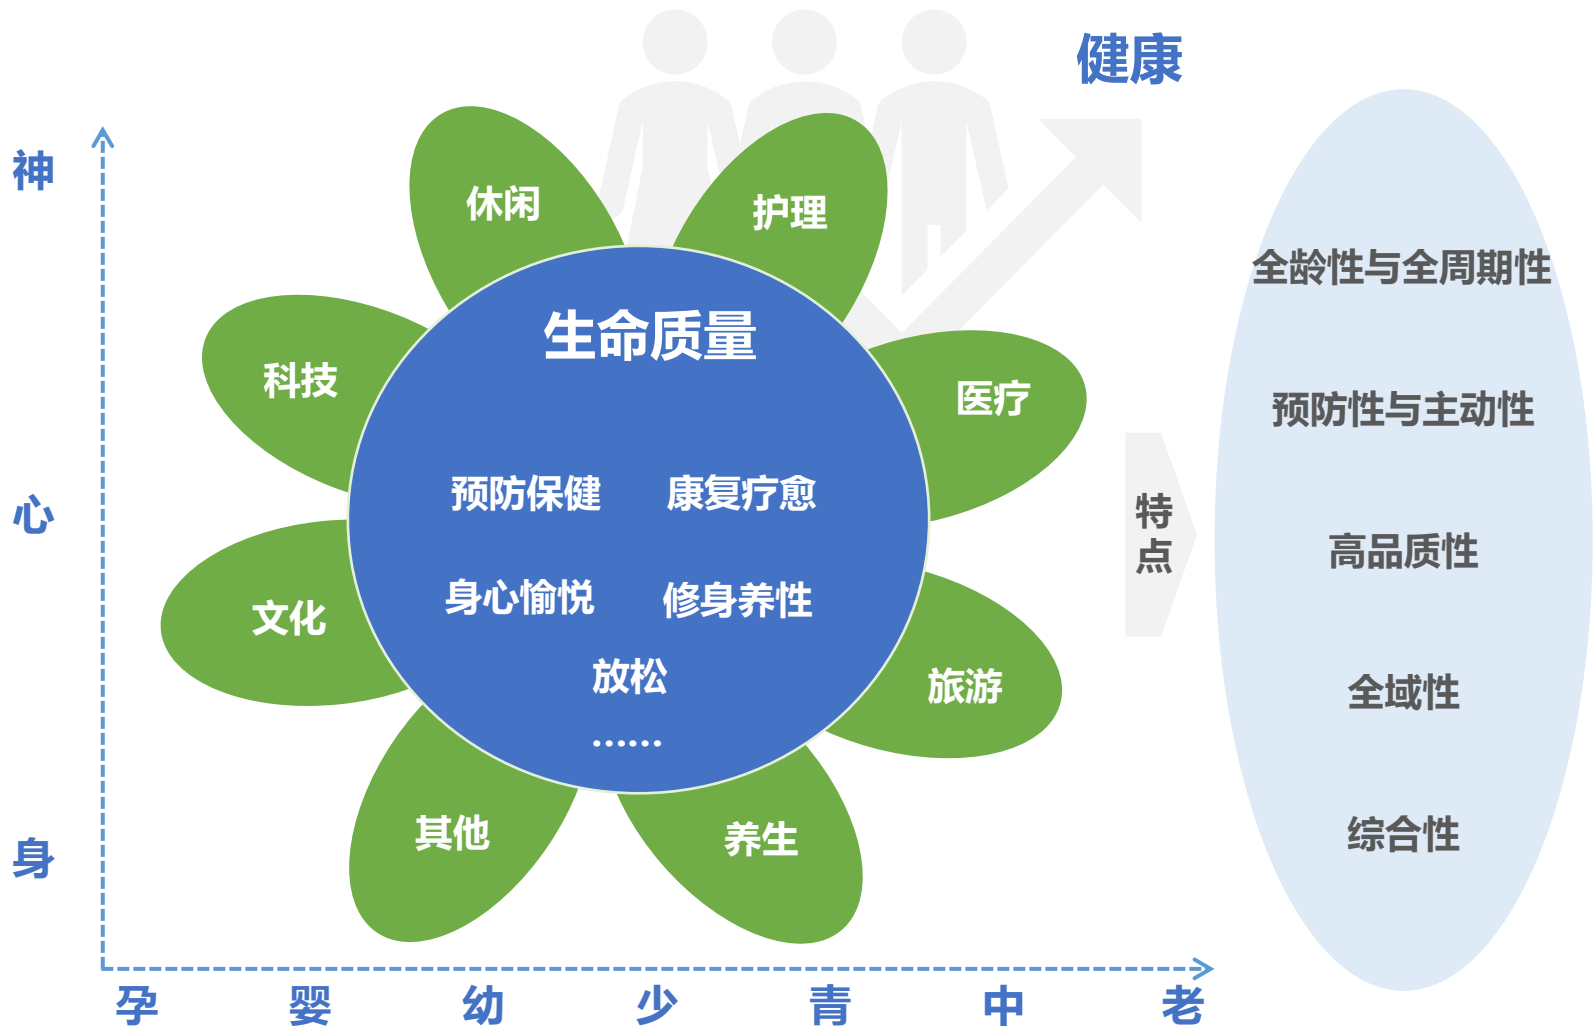 健康
神
心
身
休闲
护理
科技
医疗
文化
旅游
其他
养生
生命质量
预防保健
康复疗愈
身心愉悦
修身养性
放松
……
特
点
全龄性与全周期性
预防性与主动性
高品质性
全域性
综合性
孕 婴 幼 少 青 中 老